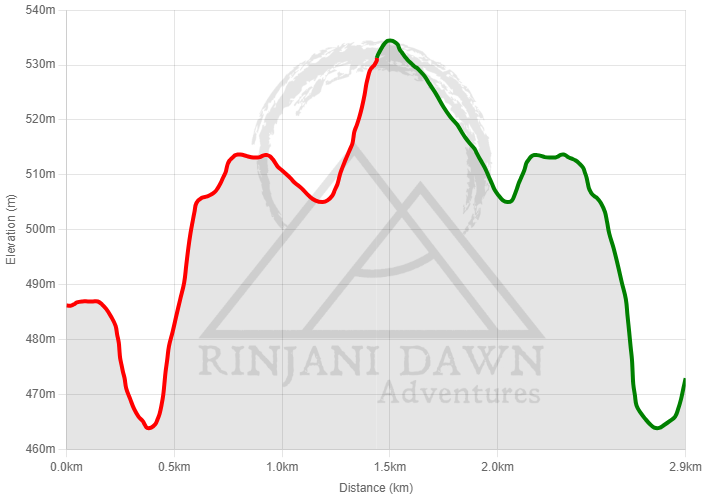 540m
530m
520m
510m
500m
490m
480m
470m
460m
Elevation (m)
RINJANI DAWN
Adventures
0.0km 0.5km 1.0km 1.5km 2.0km 2.9km
Distance (km)